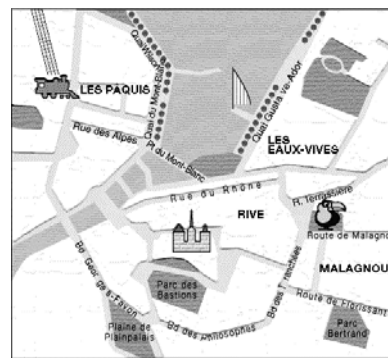 Quai Wilson
LES PAQUIS
Quai du Mont-Blanc
Quai Gustave-Ador
Rue des Alpes
Pt du Mont-Blanc
LES
EAUX-VIVES
Rue du Rhône
R. Terrassière
RIVE
Route de Malagno
MALAGNOU
Bd Georges-Favon
Parc des
Bastions
Bd des Tranchées
Route de Florissant
Bd des Philosophes
Plaine de
Plainpalais
Parc
Bertrand